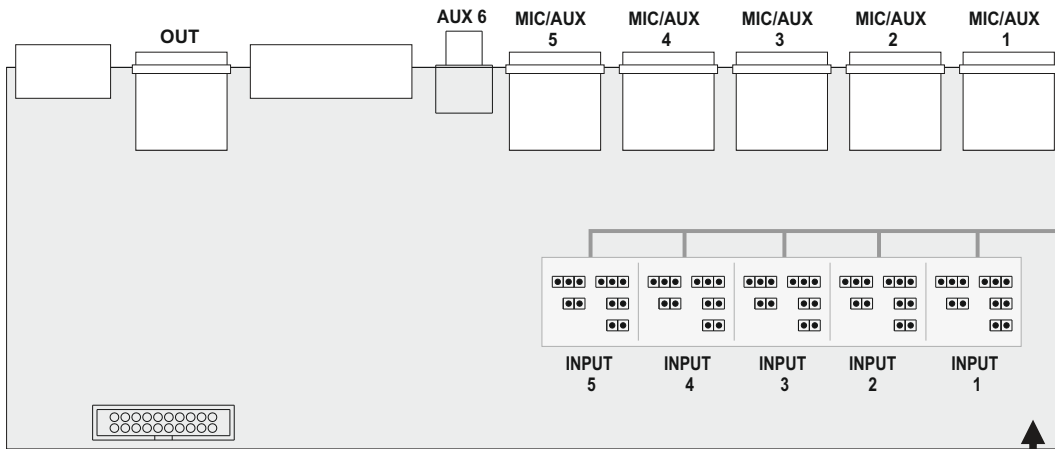 OUT
AUX 6
MIC/AUX
5
MIC/AUX
4
MIC/AUX
3
MIC/AUX
2
MIC/AUX
1
INPUT
5
INPUT
4
INPUT
3
INPUT
2
INPUT
1